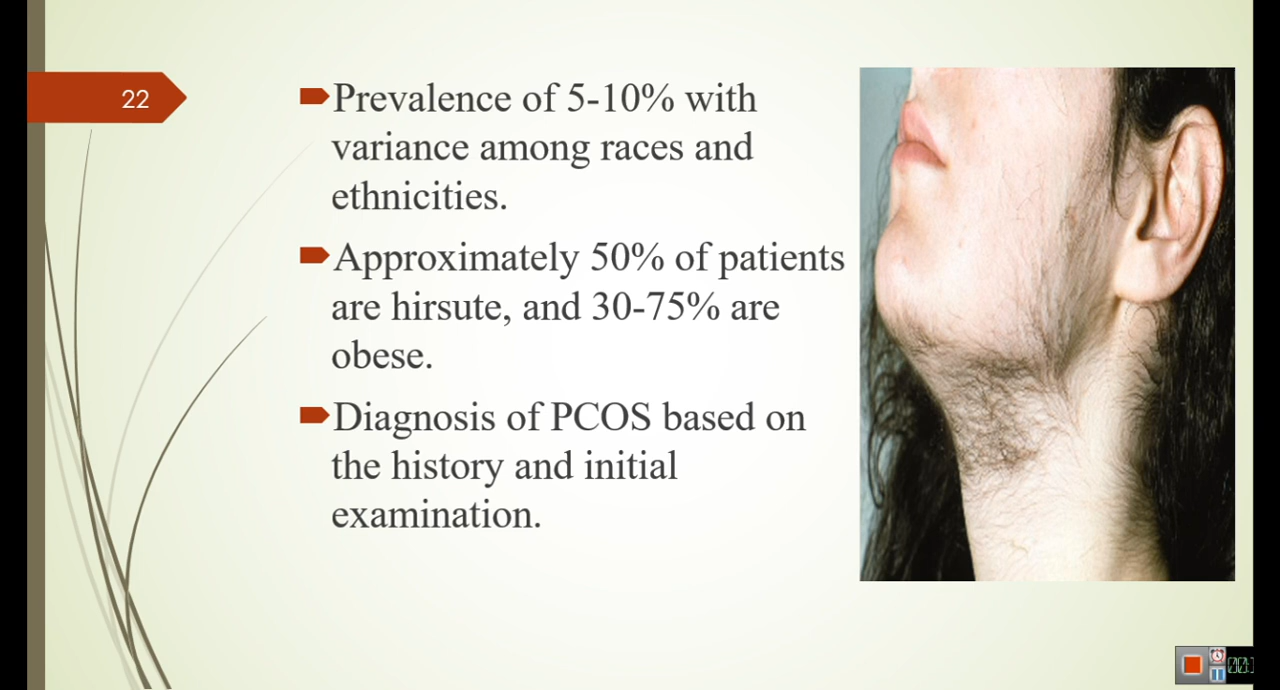 22
Prevalence of 5-10% with
variance among races and
ethnicities.
Approximately 50% of patients
are hirsute, and 30-75% are
obese.
Diagnosis of PCOS based on
the history and initial
examination.